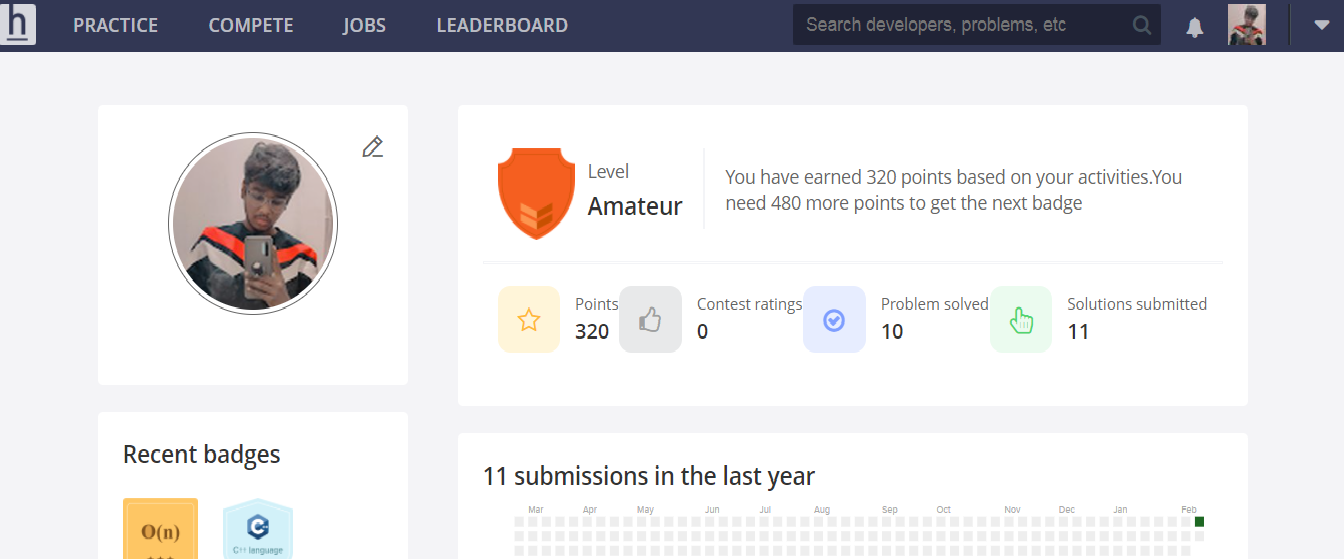 h
PRACTICE COMPETE JOBS LEADERBOARD Search developers, problems, etc
Level
Amateur
You have earned 320 points based on your activities.You
need 480 more points to get the next badge
Points
320
Contest ratings
0
Problem solved
10
Solutions submitted
11
Recent badges
O(n)
C++
C++ language
11 submissions in the last year
Mar Apr May Jun Jul Aug Sep Oct Nov Dec Jan Feb